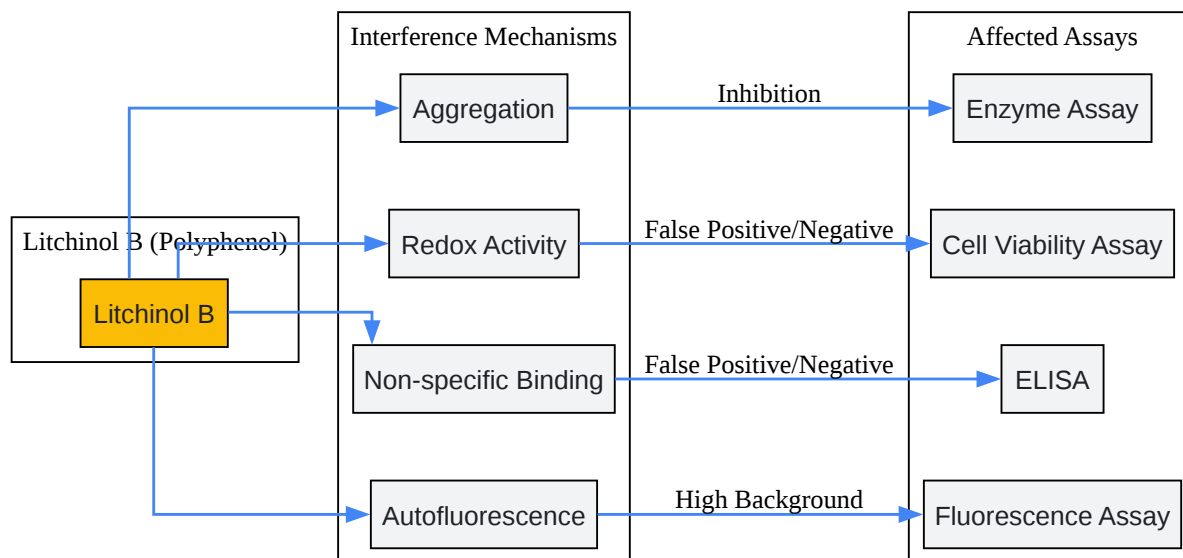 Interference Mechanisms
Affected Assays
Aggregation
Inhibition
Enzyme Assay
Litchinol B (Polyphenol)
Redox Activity
False Positive/Negative
Cell Viability Assay
Litchinol B
Non-specific Binding
False Positive/Negative
ELISA
Autofluorescence
High Background
Fluorescence Assay